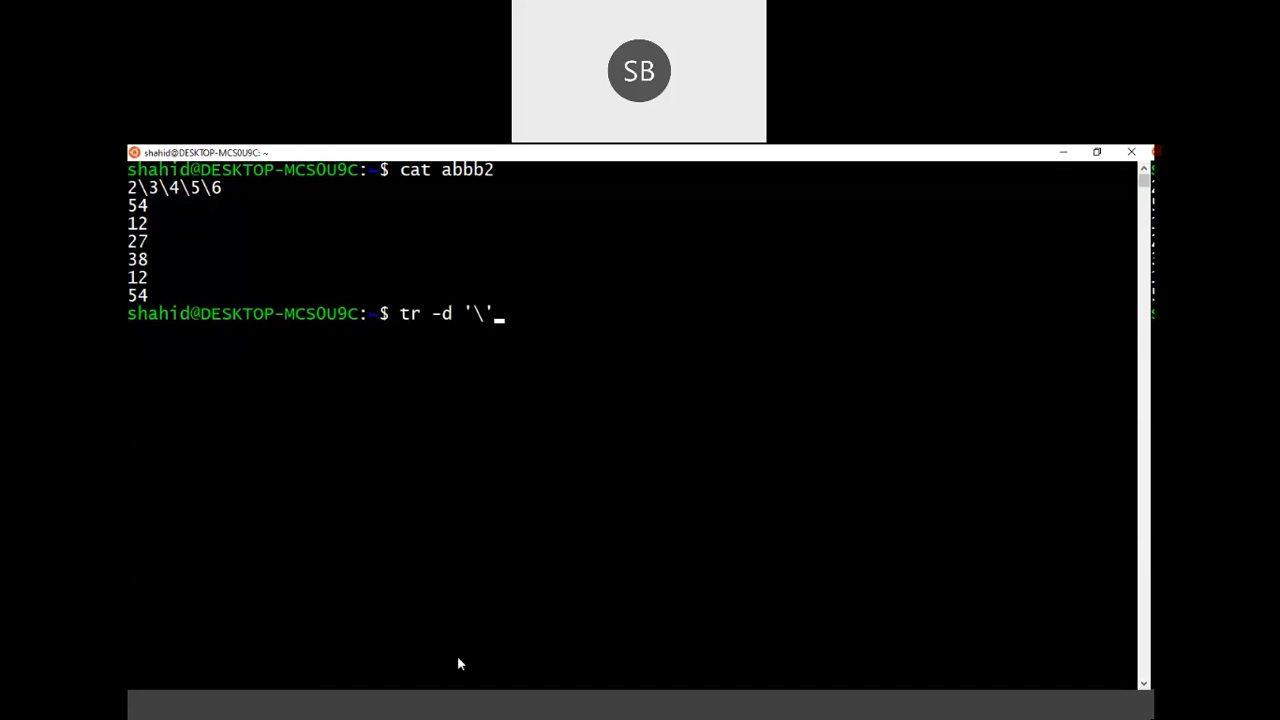 SB
shahid@DESKTOP-MCS0U9C: ~
shahid@DESKTOP-MCS0U9C:~$ cat abbb2
2\3\4\5\6
54
12
27
38
12
54
shahid@DESKTOP-MCS0U9C:~$ tr -d '\'_